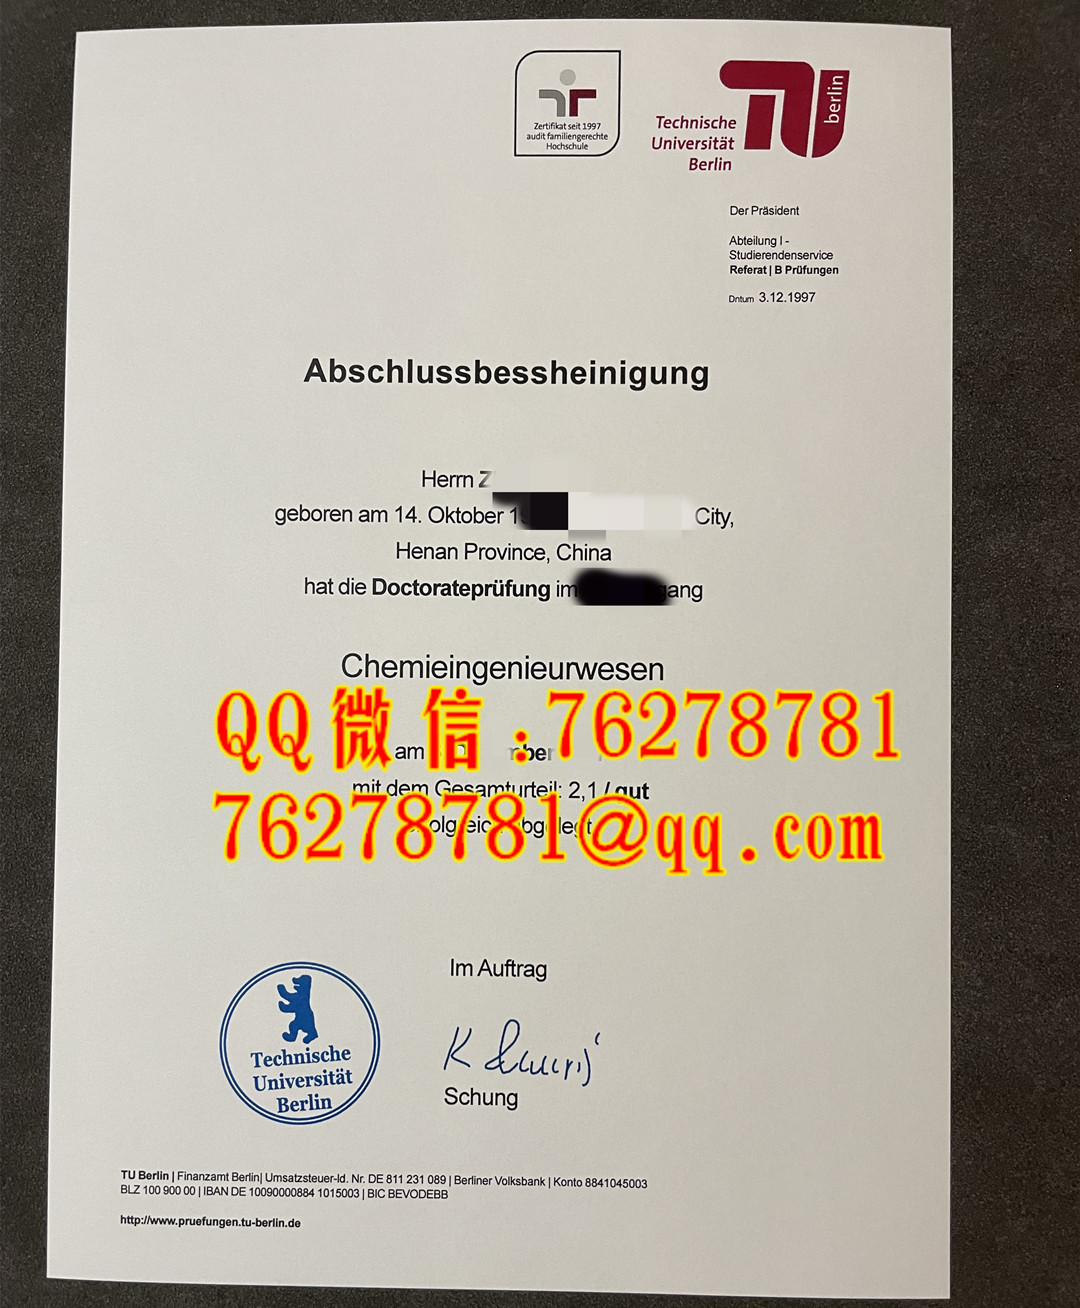 Zertifikat seit 1997
audit familiengerechte
Hochschule
Technische
Universität
Berlin
berlin
Der Präsident
Abteilung I -
Studierendenservice
Referat | B Prüfungen
Dntum 3.12.1997
Abschlussbessheinigung
Herrn Z
geboren am 14. Oktober 1 City,
Henan Province, China
hat die Doctorateprüfung im gang
Chemieingenieurwesen
QQ微信:76278781
am mber
mit dem Gesamturteil: 2,1 / gut
76278781@qq.com
Im Auftrag
Technische
Universität
Berlin
Schung
TU Berlin | Finanzamt Berlin| Umsatzsteuer-Id. Nr. DE 811 231 089 | Berliner Volksbank | Konto 8841045003
BLZ 100 900 00 | IBAN DE 10090000884 1015003 | BIC BEVODEBB
http://www.pruefungen.tu-berlin.de